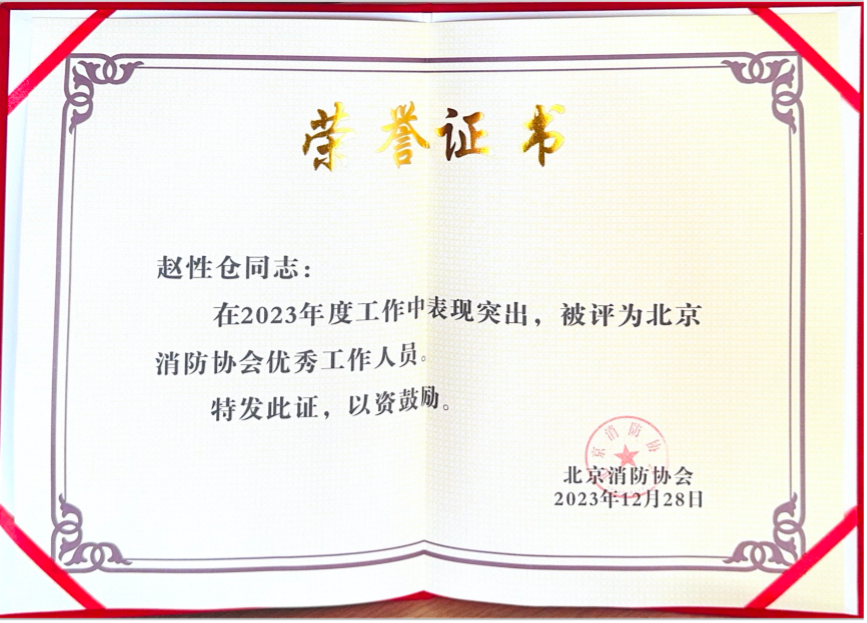 荣誉证书
赵性仓同志：
在2023年度工作中表现突出，被评为北京
消防协会优秀工作人员。
特发此证，以资鼓励。
京消防协
北京消防协会
2023年12月28日